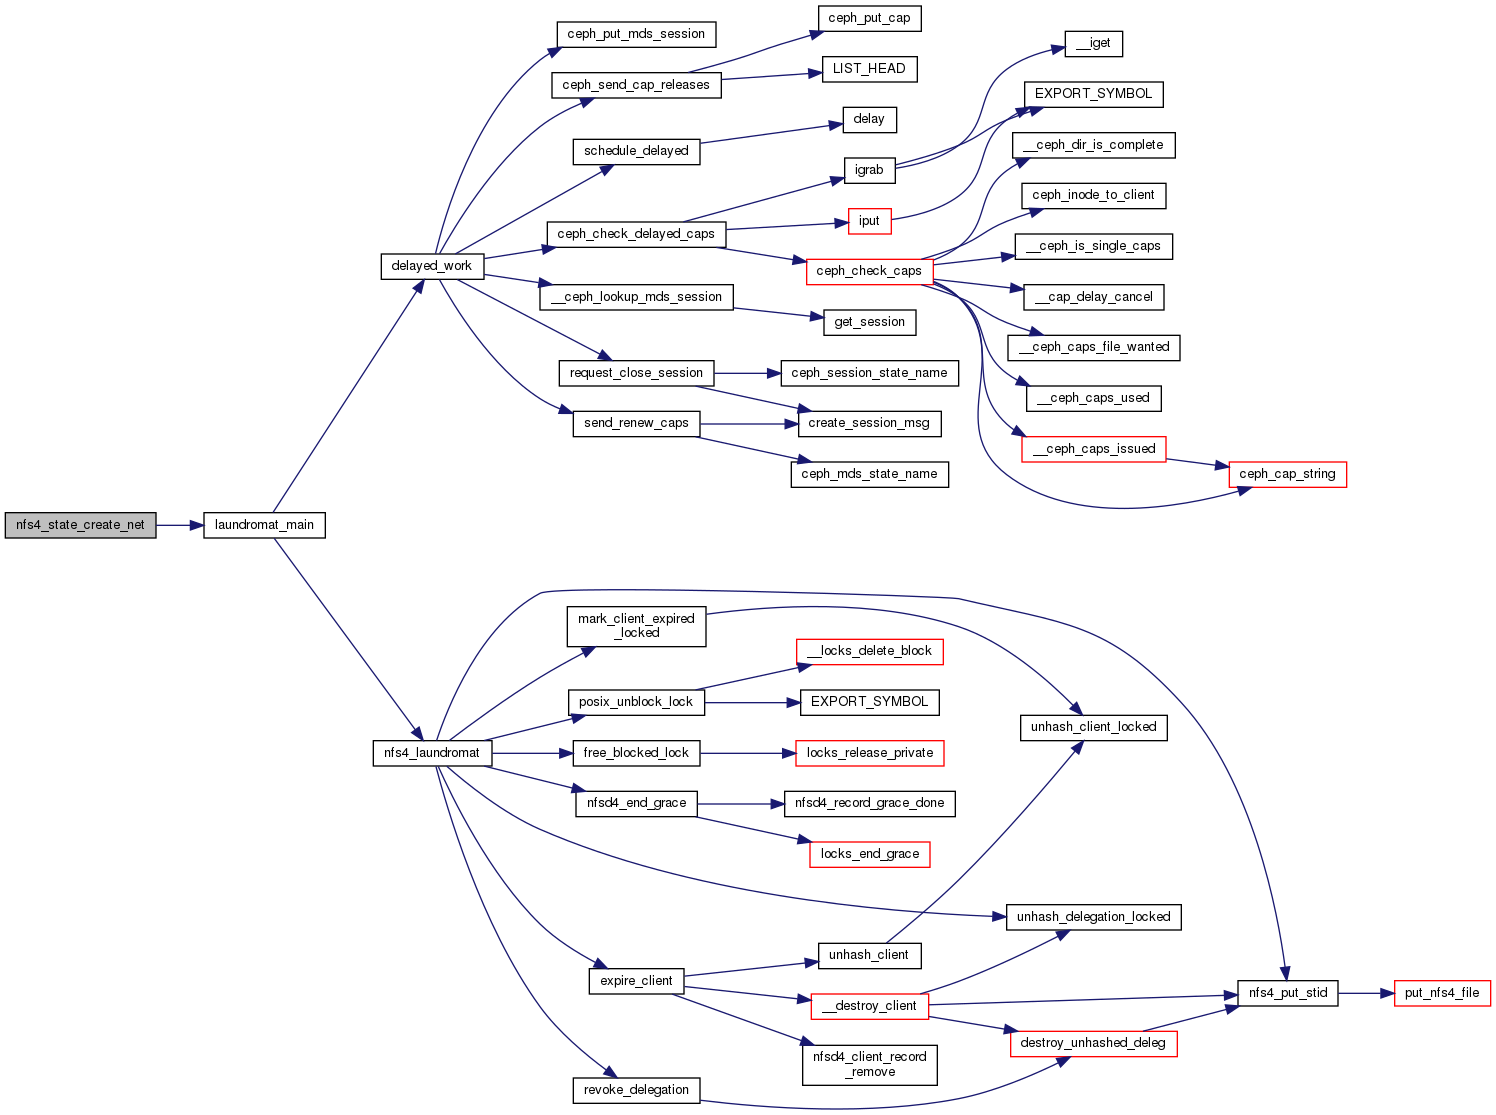 ceph_put_cap
ceph_put_mds_session
__iget
LIST_HEAD
ceph_send_cap_releases
EXPORT_SYMBOL
delay
schedule_delayed
__ceph_dir_is_complete
igrab
ceph_inode_to_client
iput
ceph_check_delayed_caps
__ceph_is_single_caps
delayed_work
ceph_check_caps
__ceph_lookup_mds_session
__cap_delay_cancel
get_session
__ceph_caps_file_wanted
request_close_session
ceph_session_state_name
__ceph_caps_used
send_renew_caps
create_session_msg
__ceph_caps_issued
ceph_mds_state_name
ceph_cap_string
nfs4_state_create_net
laundromat_main
mark_client_expired
_locked
__locks_delete_block
posix_unblock_lock
EXPORT_SYMBOL
unhash_client_locked
nfs4_laundromat
free_blocked_lock
locks_release_private
nfsd4_end_grace
nfsd4_record_grace_done
locks_end_grace
unhash_delegation_locked
unhash_client
expire_client
nfs4_put_stid
put_nfs4_file
__destroy_client
destroy_unhashed_deleg
nfsd4_client_record
_remove
revoke_delegation